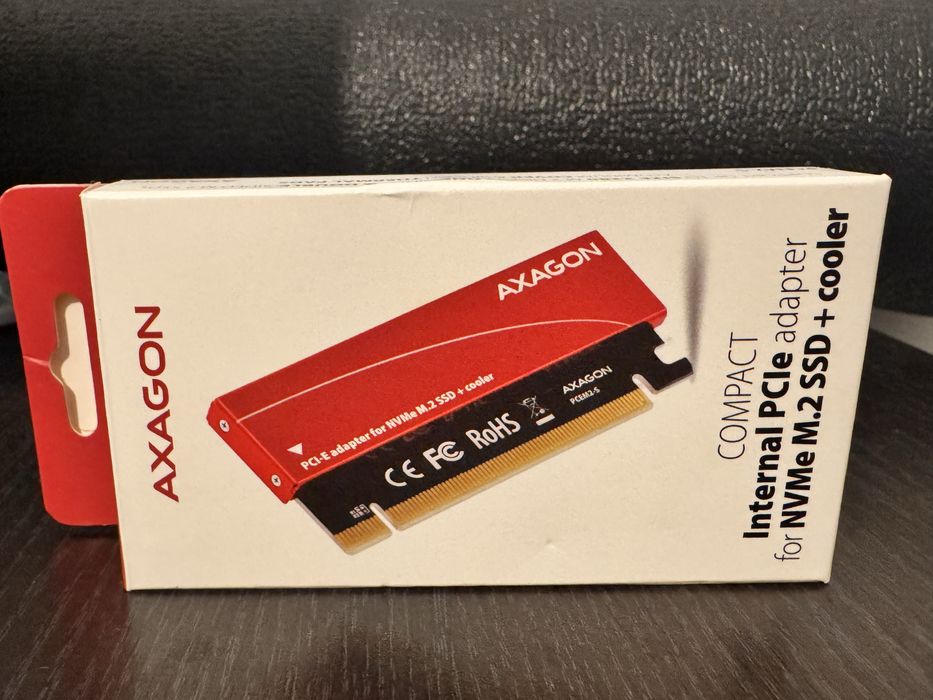 AXAGON
AXAGON
PCI-E adapter for NVMe M.2 SSD + cooler
CE FC RoHS
AXAGON
PCEM2-S
COMPACT
Internal PCIe adapter
for NVMe M.2 SSD + cooler